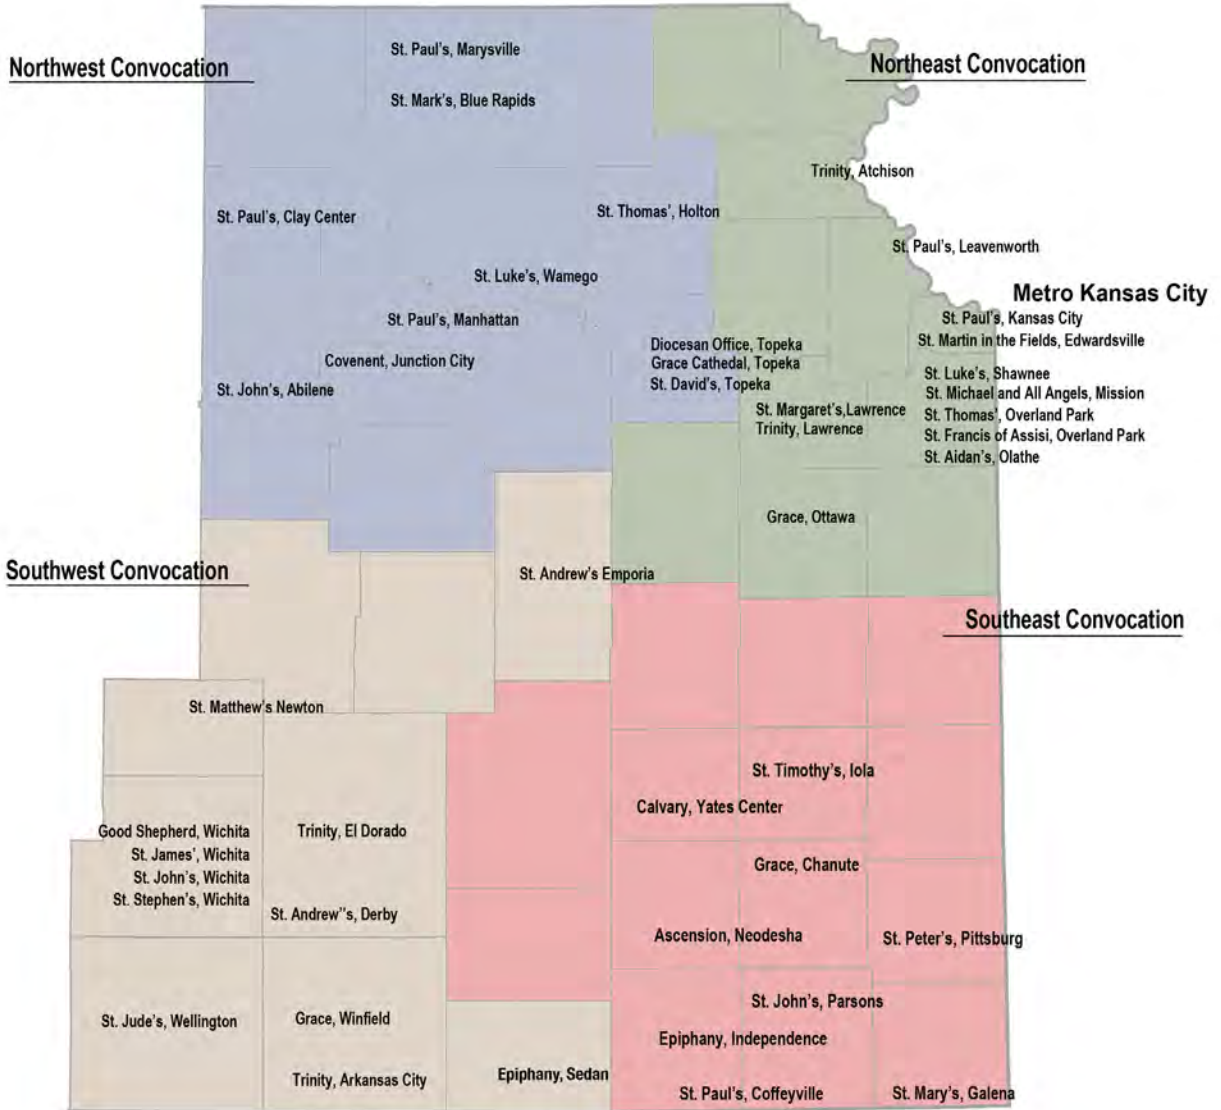 St. Paul's, Marysville
Northwest Convocation
Northeast Convocation
St. Mark's, Blue Rapids
Trinity, Atchison
St. Paul's, Clay Center
St. Thomas', Holton
St. Paul's, Leavenworth
St. Luke's, Wamego
Metro Kansas City
St. Paul's, Manhattan
St. Paul's, Kansas City
St. Martin in the Fields, Edwardsville
Covenent, Junction City
Diocesan Office, Topeka
Grace Cathedal, Topeka
St. David's, Topeka
St. John's, Abilene
St. Luke's, Shawnee
St. Michael and All Angels, Mission
St. Thomas', Overland Park
St. Francis of Assisi, Overland Park
St. Aidan's, Olathe
St. Margaret's,Lawrence
Trinity, Lawrence
Grace, Ottawa
Southwest Convocation
St. Andrew's Emporia
Southeast Convocation
St. Matthew's Newton
St. Timothy's, Iola
Calvary, Yates Center
Good Shepherd, Wichita
St. James', Wichita
St. John's, Wichita
St. Stephen's, Wichita
Trinity, El Dorado
Grace, Chanute
St. Andrew''s, Derby
Ascension, Neodesha
St. Peter's, Pittsburg
St. John's, Parsons
St. Jude's, Wellington
Grace, Winfield
Epiphany, Independence
Trinity, Arkansas City
Epiphany, Sedan
St. Paul's, Coffeyville
St. Mary's, Galena